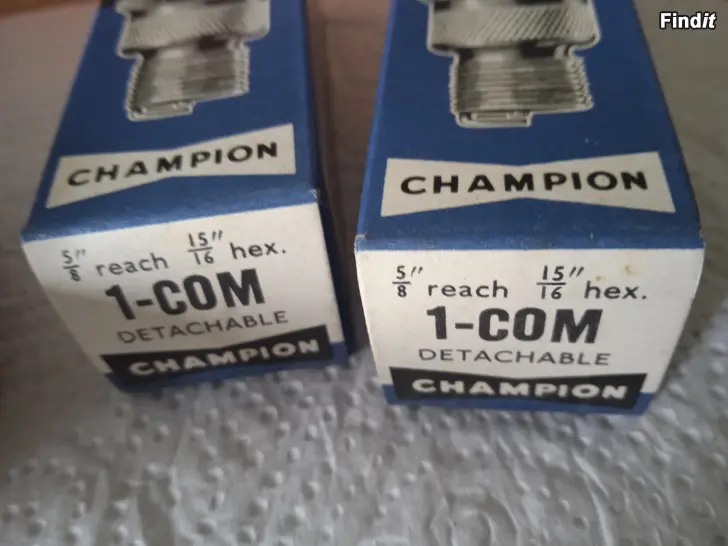 Findit
CHAMPION
5/8" reach 15/16" hex.
1-COM
DETACHABLE
CHAMPION
CHAMPION
5/8" reach 15/16" hex.
1-COM
DETACHABLE
CHAMPION